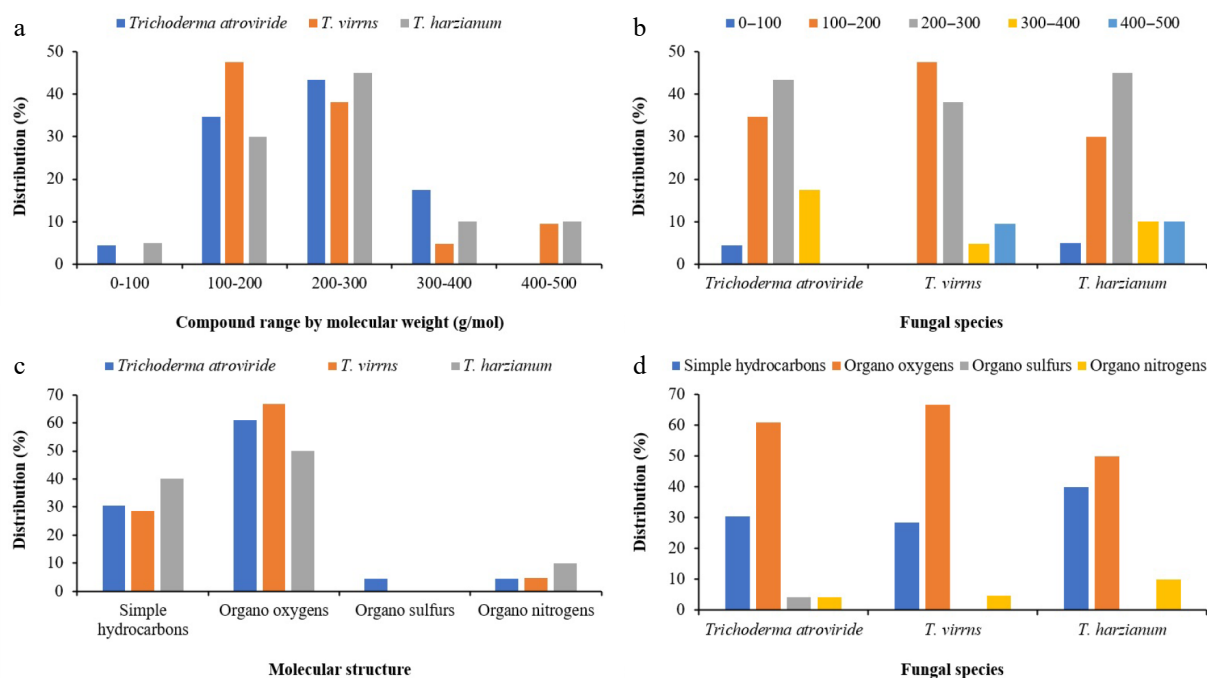 a
Trichoderma atroviride T. virrns T. harzianum
Distribution (%)
50
40
30
20
10
0
0-100 100-200 200-300 300-400 400-500
Compound range by molecular weight (g/mol)
b
0–100 100–200 200–300 300–400 400–500
Distribution (%)
50
40
30
20
10
0
Trichoderma atroviride T. virrns T. harzianum
Fungal species
c
Trichoderma atroviride T. virrns T. harzianum
Distribution (%)
70
60
50
40
30
20
10
0
Simple Organo oxygens Organo sulfurs Organo nitrogens
hydrocarbons
Molecular structure
d
Simple hydrocarbons Organo oxygens Organo sulfurs Organo nitrogens
Distribution (%)
70
60
50
40
30
20
10
0
Trichoderma atroviride T. virrns T. harzianum
Fungal species